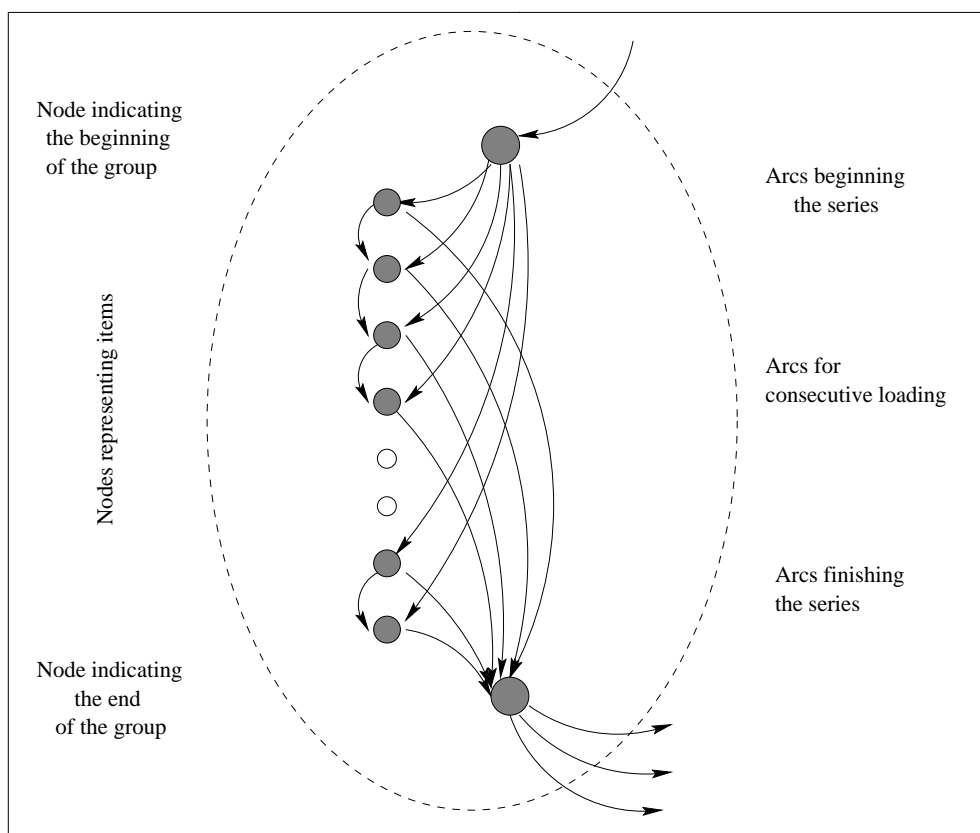 Node indicating
the beginning
of the group
Arcs beginning
the series
Nodes representing items
Arcs for
consecutive loading
Arcs finishing
the series
Node indicating
the end
of the group